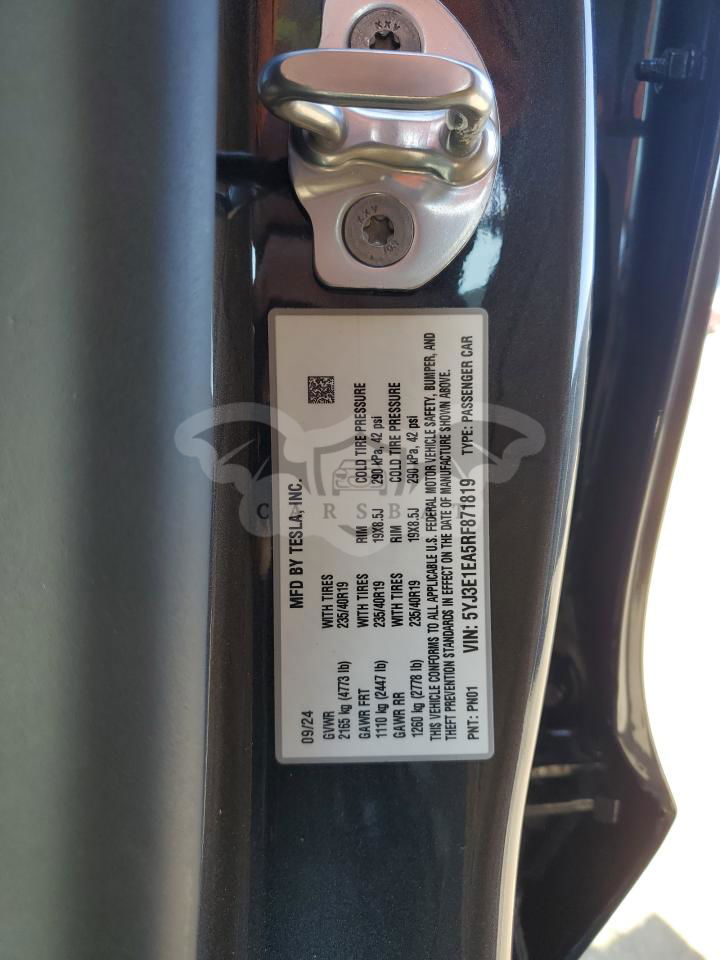 09/24 MFD BY TESLA, INC.
GVWR WITH TIRES
2165 kg (4773 lb) 235/40R19
GAWR FRT WITH TIRES RIM COLD TIRE PRESSURE
1110 kg (2447 lb) 235/40R19 19X8.5J 290 kPa, 42 psi
GAWR RR WITH TIRES RIM COLD TIRE PRESSURE
1260 kg (2778 lb) 235/40R19 19X8.5J 290 kPa, 42 psi
THIS VEHICLE CONFORMS TO ALL APPLICABLE U.S. FEDERAL MOTOR VEHICLE SAFETY, BUMPER, AND
THEFT PREVENTION STANDARDS IN EFFECT ON THE DATE OF MANUFACTURE SHOWN ABOVE.
PNT: PN01 VIN: 5YJ3E1EA5RF871819 TYPE: PASSENGER CAR
CARSBAT
KXV